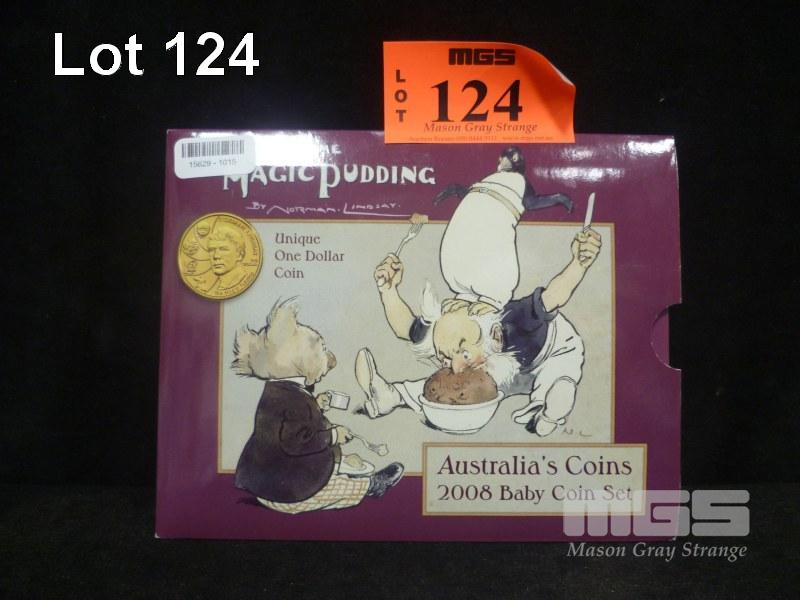 Lot 124
MGS
LOT
124
Mason Gray Strange
15629 - 1015
MAGIC PUDDING
BY NORMAN LINDSAY.
Unique
One Dollar
Coin
N L
Australia's Coins
2008 Baby Coin Set
MGS
Mason Gray Strange